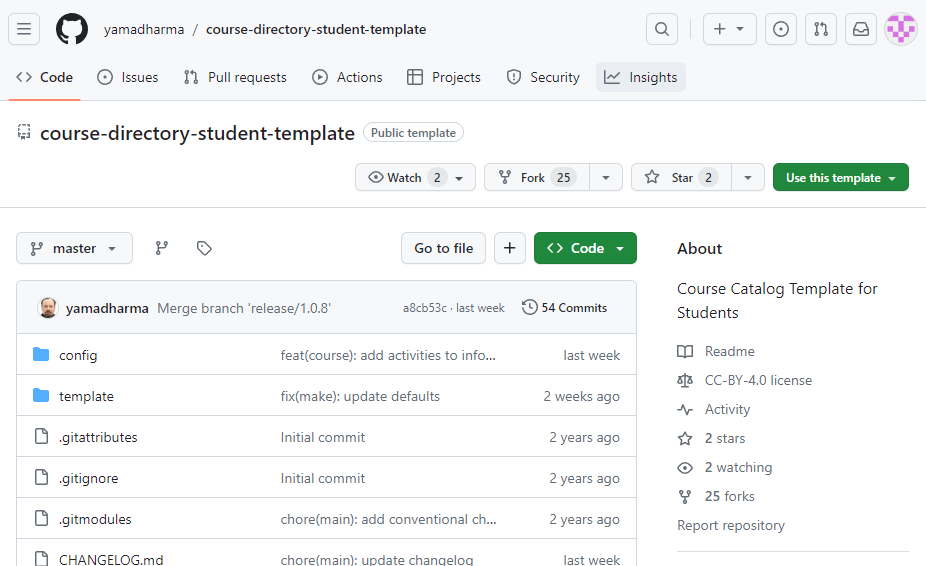 yamadharma / course-directory-student-template
Code Issues Pull requests Actions Projects Security Insights
course-directory-student-template Public template
Watch 2 Fork 25 Star 2 Use this template
master Go to file + Code
yamadharma Merge branch 'release/1.0.8' a8cb53c · last week 54 Commits
config feat(course): add activities to info... last week
template fix(make): update defaults 2 weeks ago
.gitattributes Initial commit 2 years ago
.gitignore Initial commit 2 years ago
.gitmodules chore(main): add conventional ch... 2 years ago
CHANGELOG.md chore(main): update changelog last week
About
Course Catalog Template for
Students
Readme
CC-BY-4.0 license
Activity
2 stars
2 watching
25 forks
Report repository